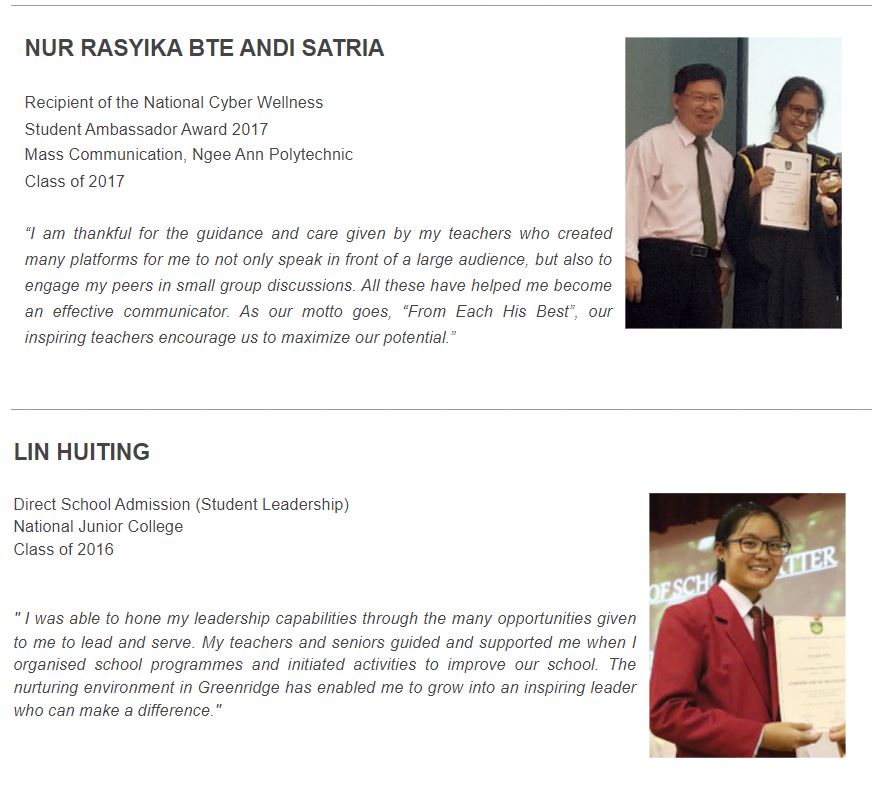 NUR RASYIKA BTE ANDI SATRIA
Recipient of the National Cyber Wellness
Student Ambassador Award 2017
Mass Communication, Ngee Ann Polytechnic
Class of 2017
“I am thankful for the guidance and care given by my teachers who created
many platforms for me to not only speak in front of a large audience, but also to
engage my peers in small group discussions. All these have helped me become
an effective communicator. As our motto goes, “From Each His Best”, our
inspiring teachers encourage us to maximize our potential.”
LIN HUITING
Direct School Admission (Student Leadership)
National Junior College
Class of 2016
" I was able to hone my leadership capabilities through the many opportunities given
to me to lead and serve. My teachers and seniors guided and supported me when I
organised school programmes and initiated activities to improve our school. The
nurturing environment in Greenridge has enabled me to grow into an inspiring leader
who can make a difference."
OF SCH
TTER